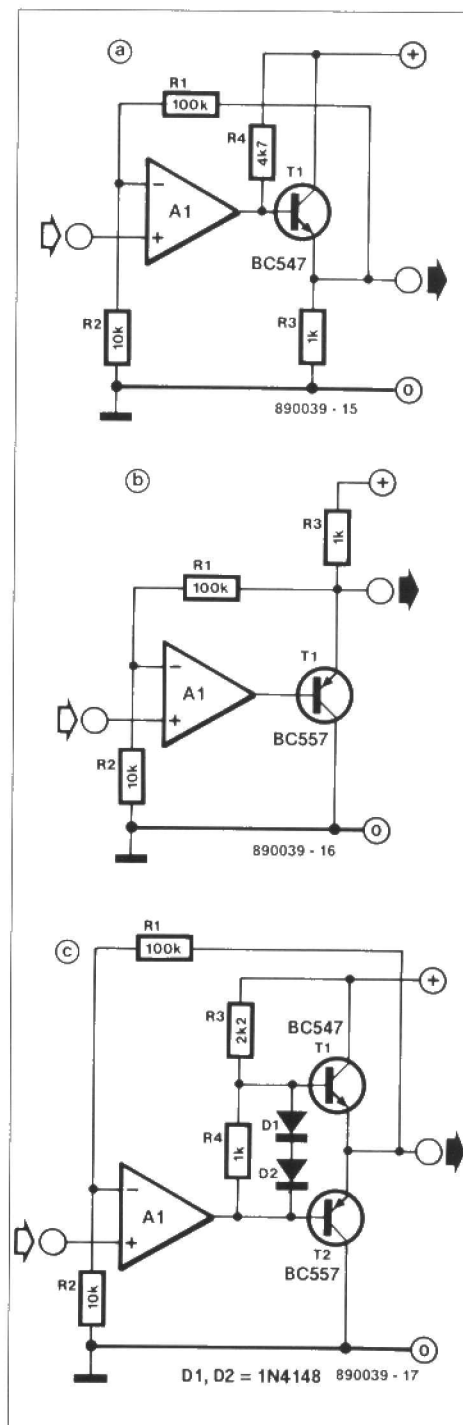 a
R1
100k
+
R4
4k7
T1
−
A1
+
BC547
R2
10k
R3
1k
0
890039 - 15
b
+
R3
1k
R1
100k
T1
−
A1
+
BC557
R2
10k
0
890039 - 16
R1
c
100k
+
R3
2k2
BC547
T1
R4
1k
D1
D2
−
A1
+
T2
R2
10k
BC557
0
D1, D2 = 1N4148 890039 - 17